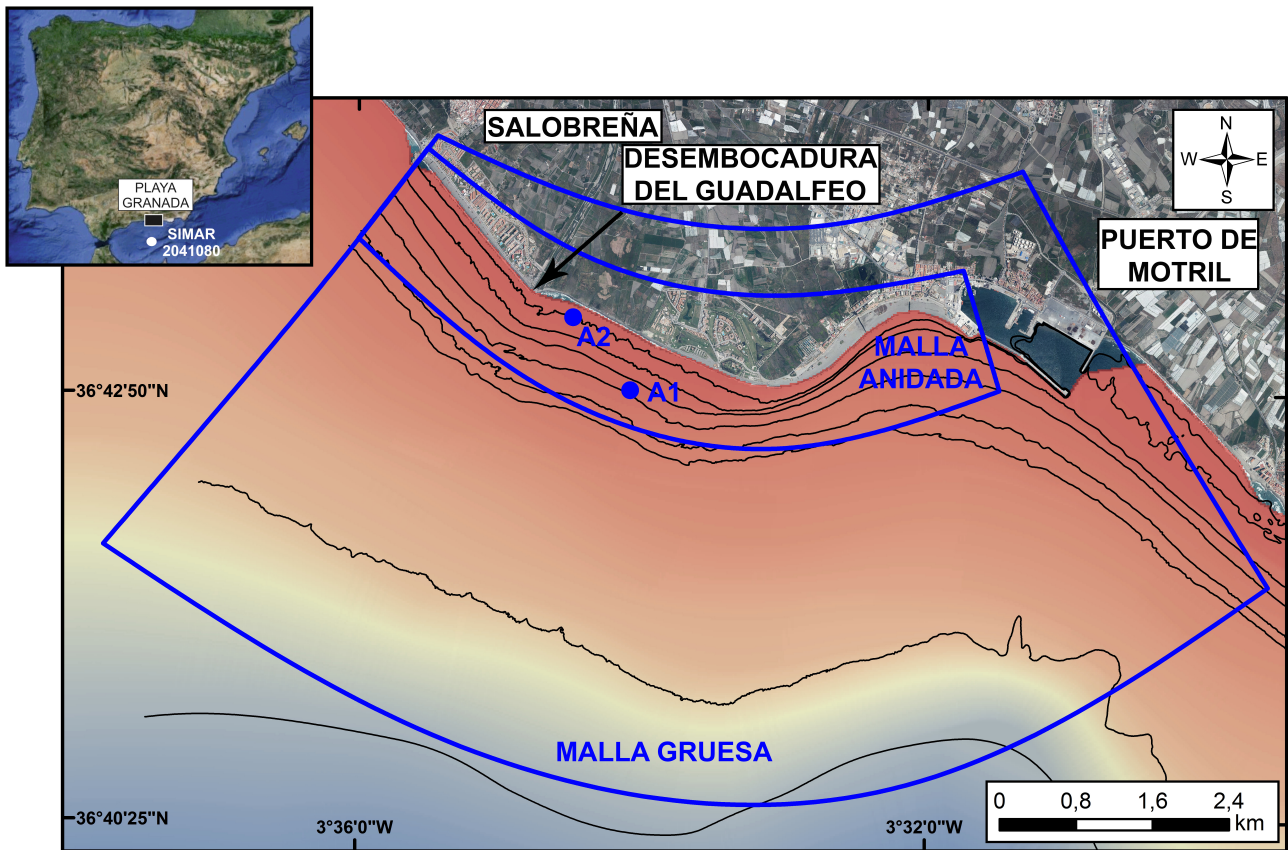 PLAYA
GRANADA
SIMAR
2041080
SALOBREÑA
DESEMBOCADURA
DEL GUADALFEO
N
W
E
S
PUERTO DE
MOTRIL
A2
A1
MALLA
ANIDADA
36°42'50"N
MALLA GRUESA
36°40'25"N
3°36'0"W
3°32'0"W
0
0,8
1,6
2,4
km